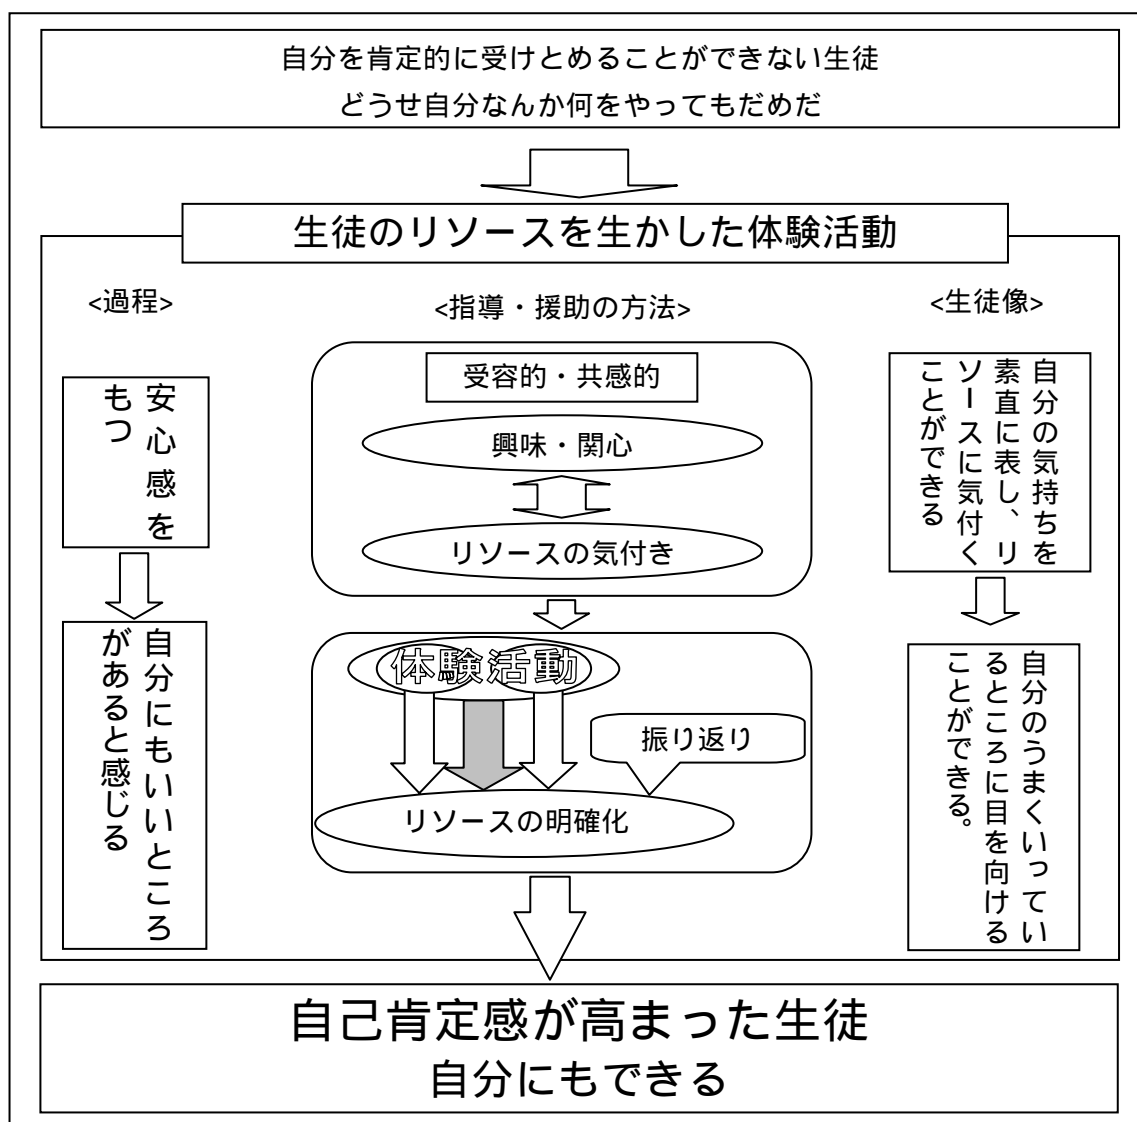 自分を肯定的に受けとめることができない生徒
どうせ自分なんか何をやってもだめだ
生徒のリソースを生かした体験活動
<過程>
<指導・援助の方法>
<生徒像>
安心感を
もつ
自分にもいいところ
があると感じる
受容的・共感的
興味・関心
リソースの気付き
体験活動
振り返り
リソースの明確化
自分の気持ちを
素直に表し、リ
ソースに気付く
ことができる
自分のうまくいってい
るところに目を向ける
ことができる。
自己肯定感が高まった生徒
自分にもできる